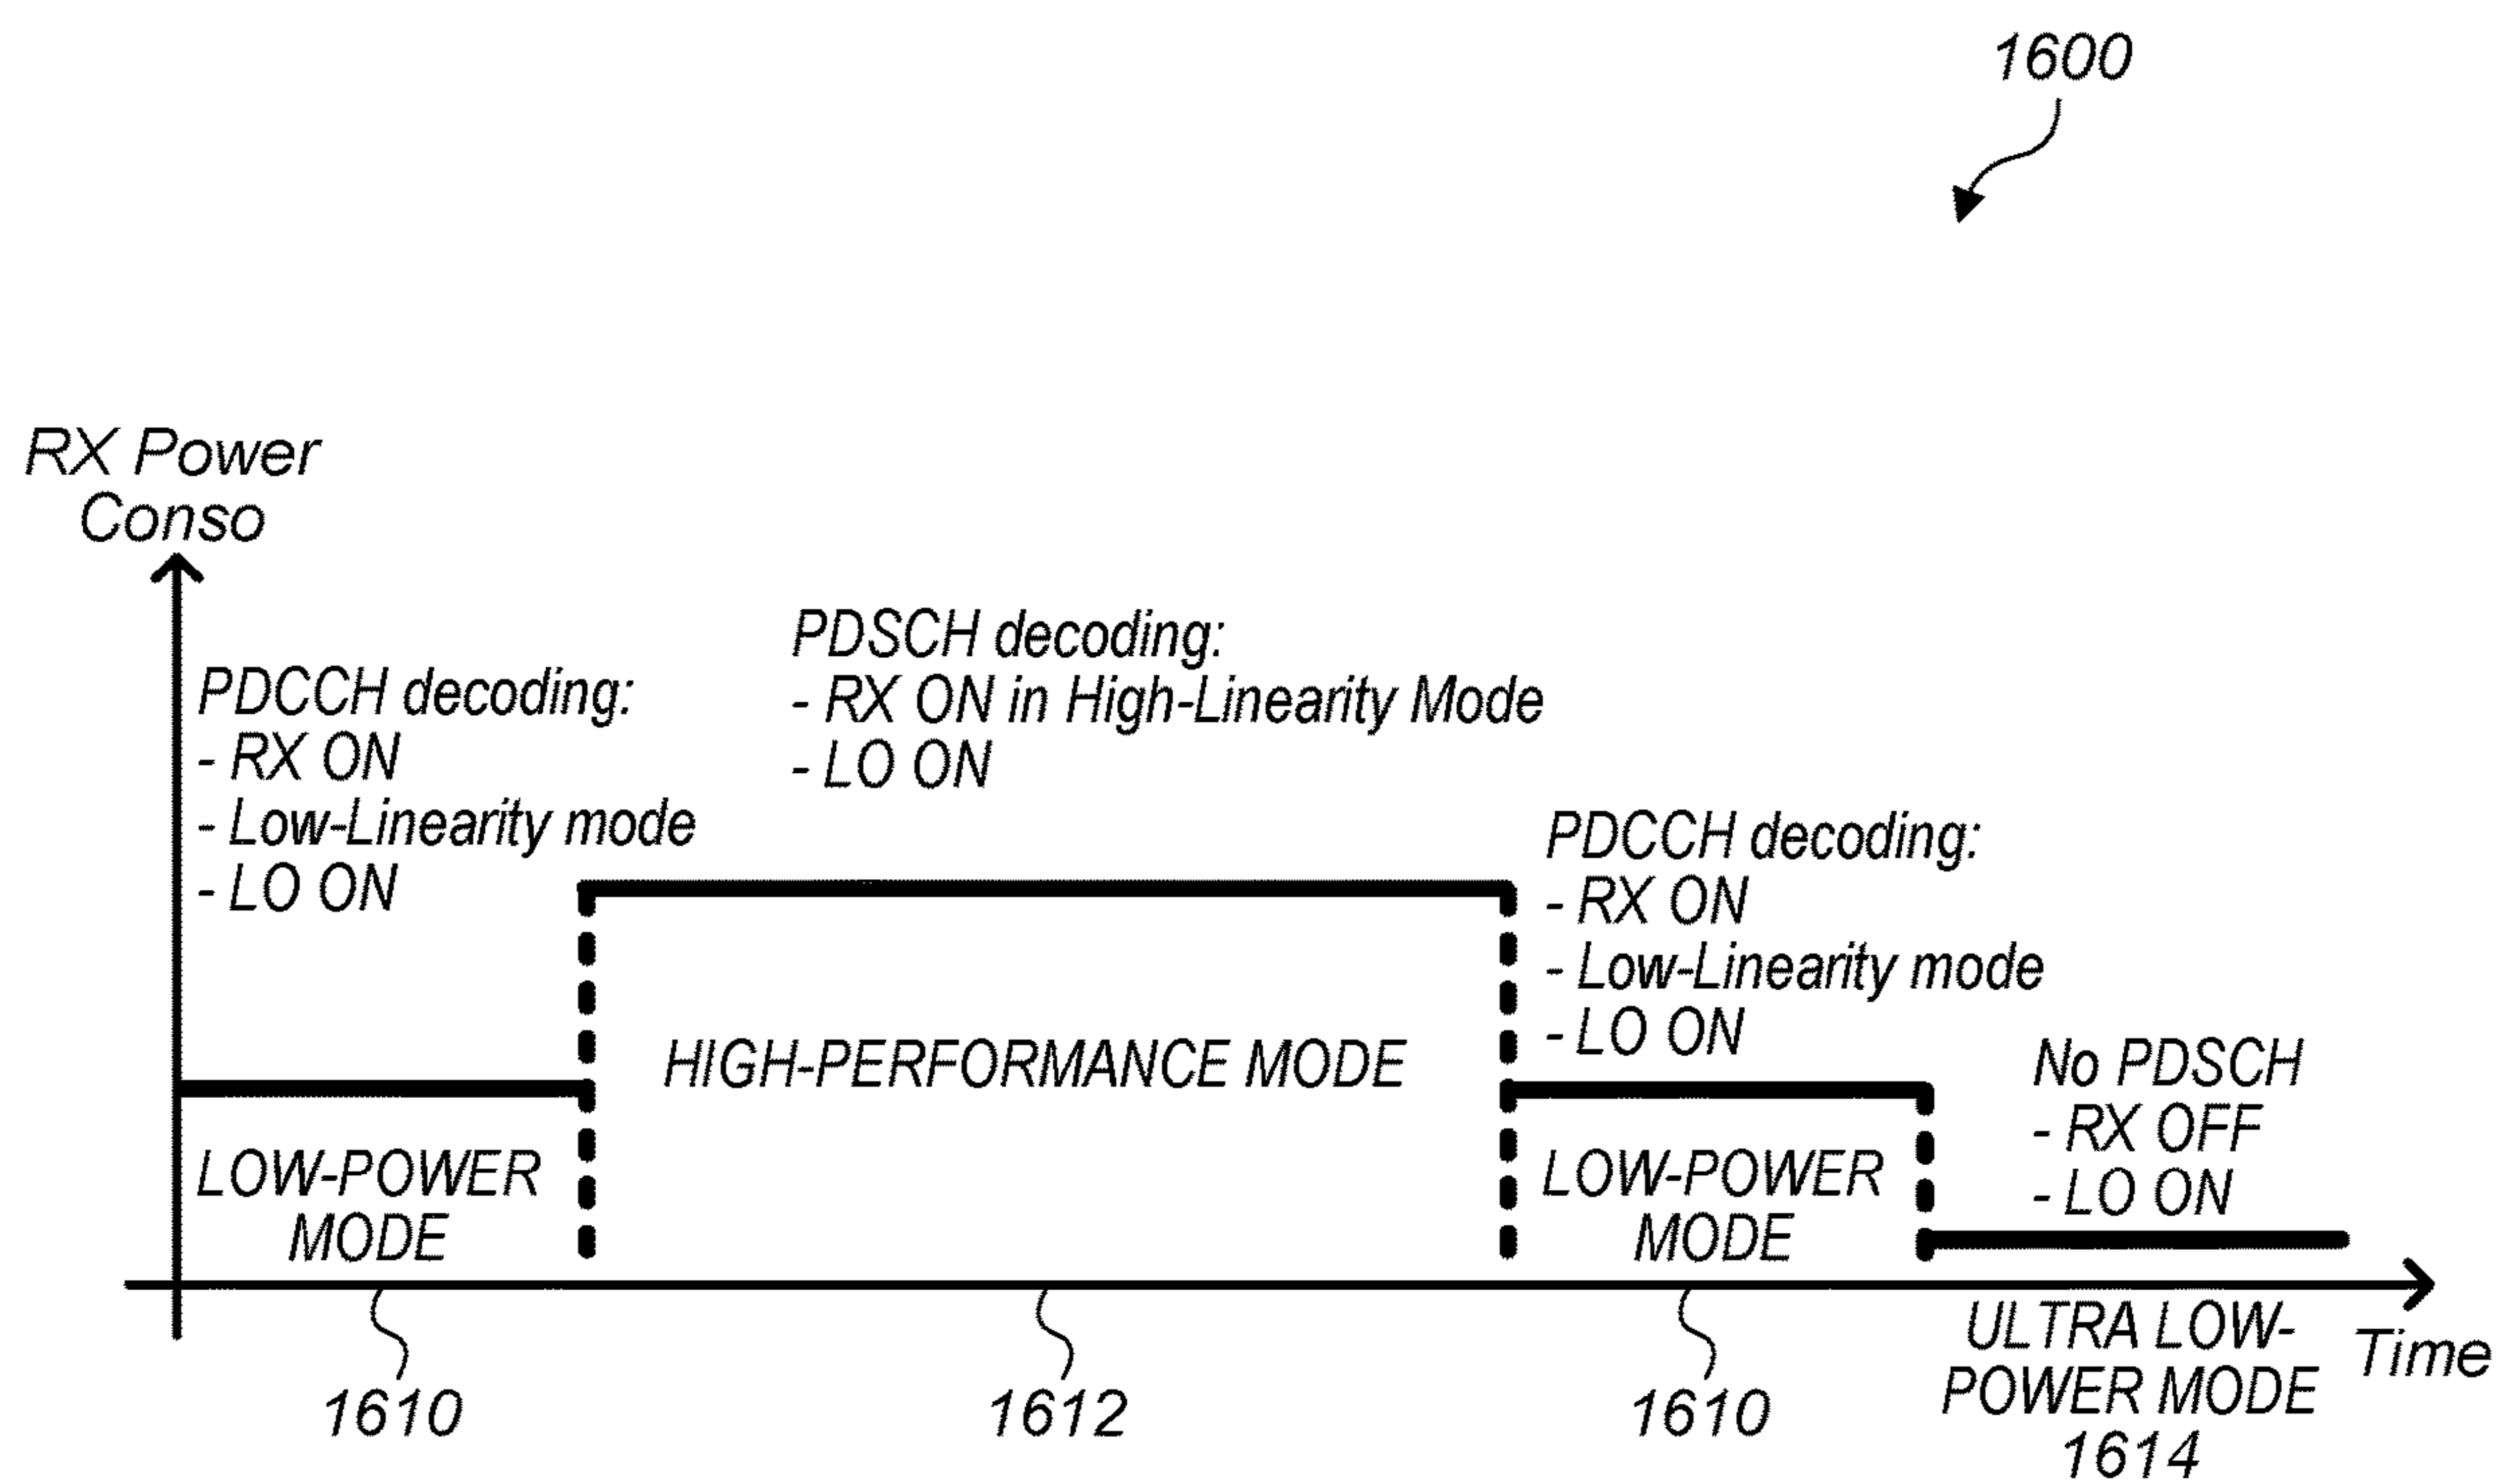 1600
RX Power
Conso
PDCCH decoding:
- RX ON
- Low-Linearity mode
- LO ON
PDSCH decoding:
- RX ON in High-Linearity Mode
- LO ON
PDCCH decoding:
- RX ON
- Low-Linearity mode
- LO ON
No PDSCH
- RX OFF
- LO ON
LOW-POWER
MODE
HIGH-PERFORMANCE MODE
LOW-POWER
MODE
ULTRA LOW-
POWER MODE
1614
Time
1610
1612
1610